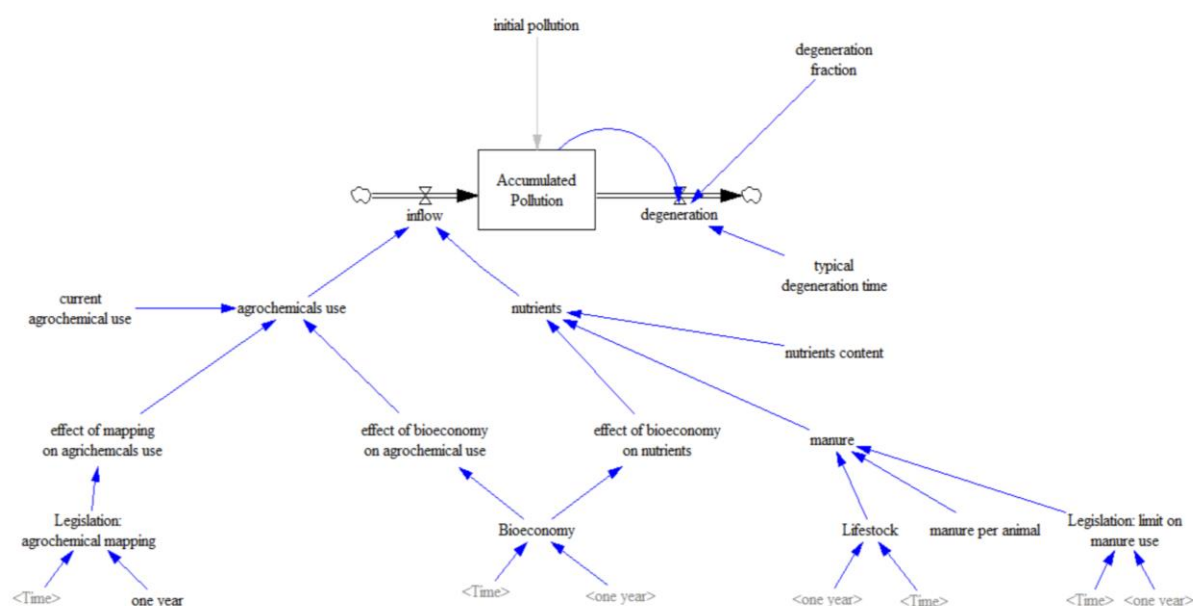 initial pollution
degeneration
fraction
Accumulated
Pollution
inflow
degeneration
typical
degeneration time
current
agrochemical use
agrochemicals use
nutrients
nutrients content
effect of mapping
on agrichemcals use
effect of bioeconomy
on agrochemical use
effect of bioeconomy
on nutrients
manure
Legislation:
agrochemical mapping
Bioeconomy
Lifestock
manure per animal
Legislation: limit on
manure use
<Time>
one year
<Time>
<one year>
<one year>
<Time>
<Time>
<one year>